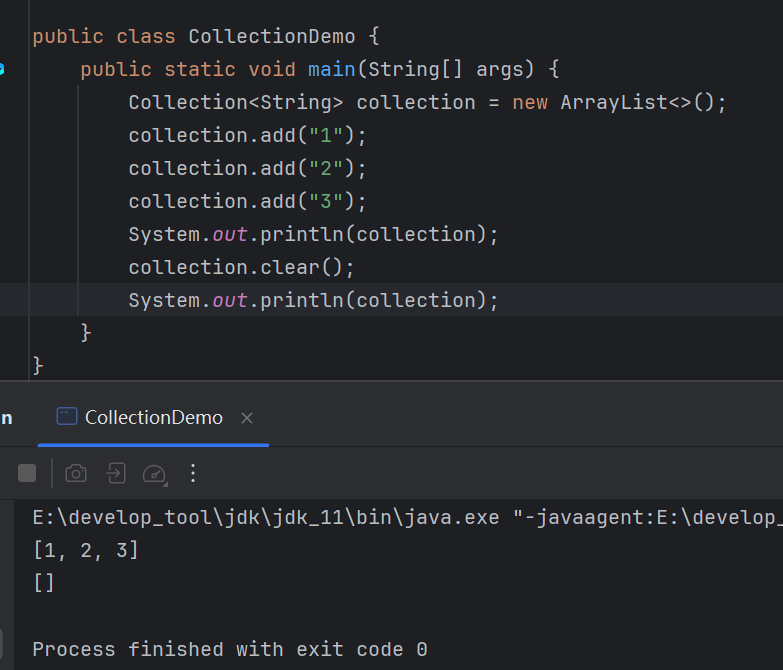 public class CollectionDemo {
public static void main(String[] args) {
Collection<String> collection = new ArrayList<>();
collection.add("1");
collection.add("2");
collection.add("3");
System.out.println(collection);
collection.clear();
System.out.println(collection);
}
}
n CollectionDemo ×
E:\develop_tool\jdk\jdk_11\bin\java.exe "-javaagent:E:\develop_
[1, 2, 3]
[]
Process finished with exit code 0